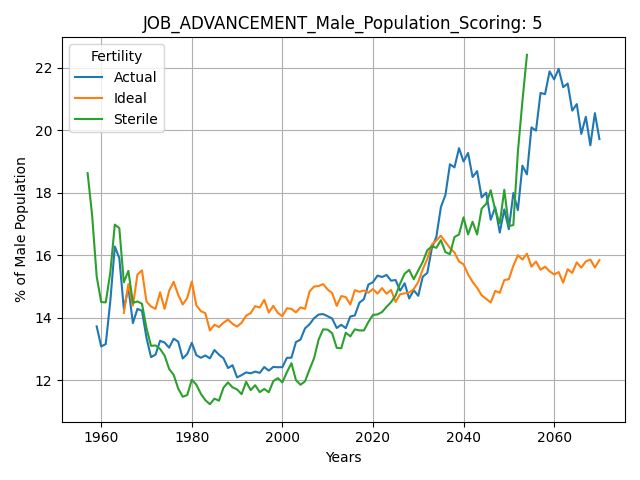 JOB_ADVANCEMENT_Male_Population_Scoring: 5
Fertility
Actual
Ideal
Sterile
% of Male Population
22
20
18
16
14
12
1960 1980 2000 2020 2040 2060
Years